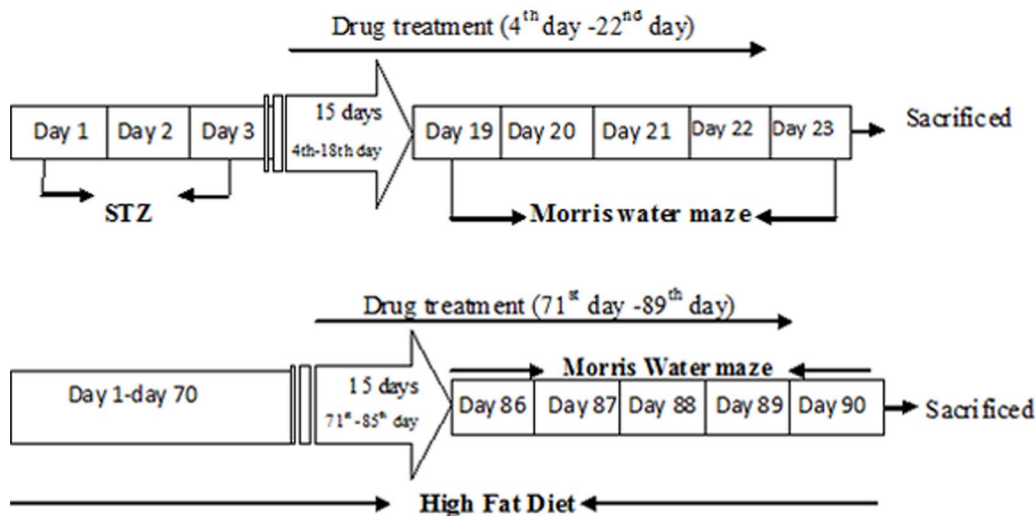 Drug treatment (4th day -22nd day)
15 days
4th-18th day
Day 1 Day 2 Day 3 Day 19 Day 20 Day 21 Day 22 Day 23 Sacrificed
STZ Morris water maze
Drug treatment (71st day -89th day)
Morris Water maze
Day 1-day 70 15 days Day 86 Day 87 Day 88 Day 89 Day 90 Sacrificed
71st -85th day
High Fat Diet